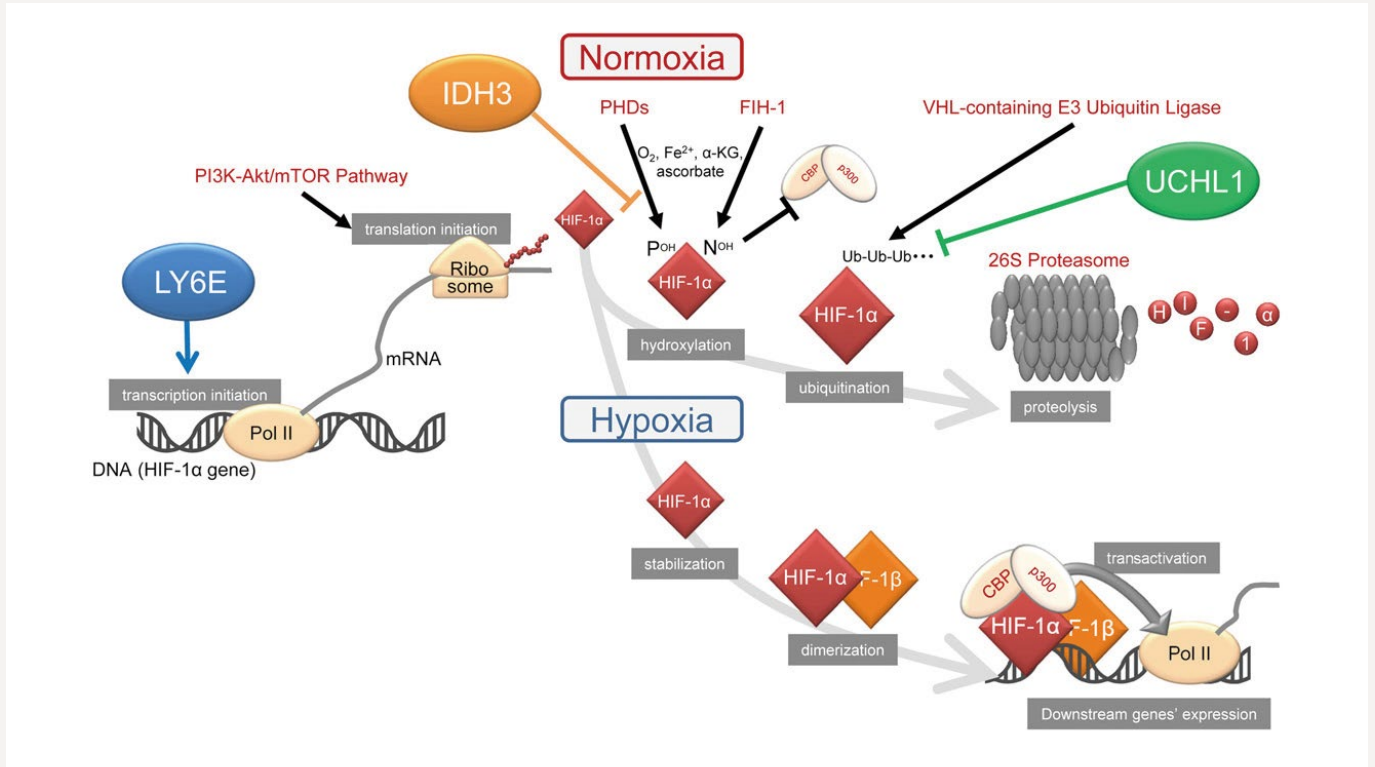 Normoxia
IDH3
PHDs
FIH-1
VHL-containing E3 Ubiquitin Ligase
O₂, Fe²⁺, α-KG,
ascorbate
CBP
p300
UCHL1
PI3K-Akt/mTOR Pathway
translation initiation
HIF-1α
POH
NOH
HIF-1α
Ub-Ub-Ub•••
HIF-1α
26S Proteasome
H I F - 1 α
Ribo
some
LY6E
mRNA
hydroxylation
ubiquitination
proteolysis
transcription initiation
Pol II
DNA (HIF-1α gene)
Hypoxia
HIF-1α
stabilization
HIF-1α
F-1β
dimerization
CBP
p300
transactivation
HIF-1α
F-1β
Pol II
Downstream genes' expression